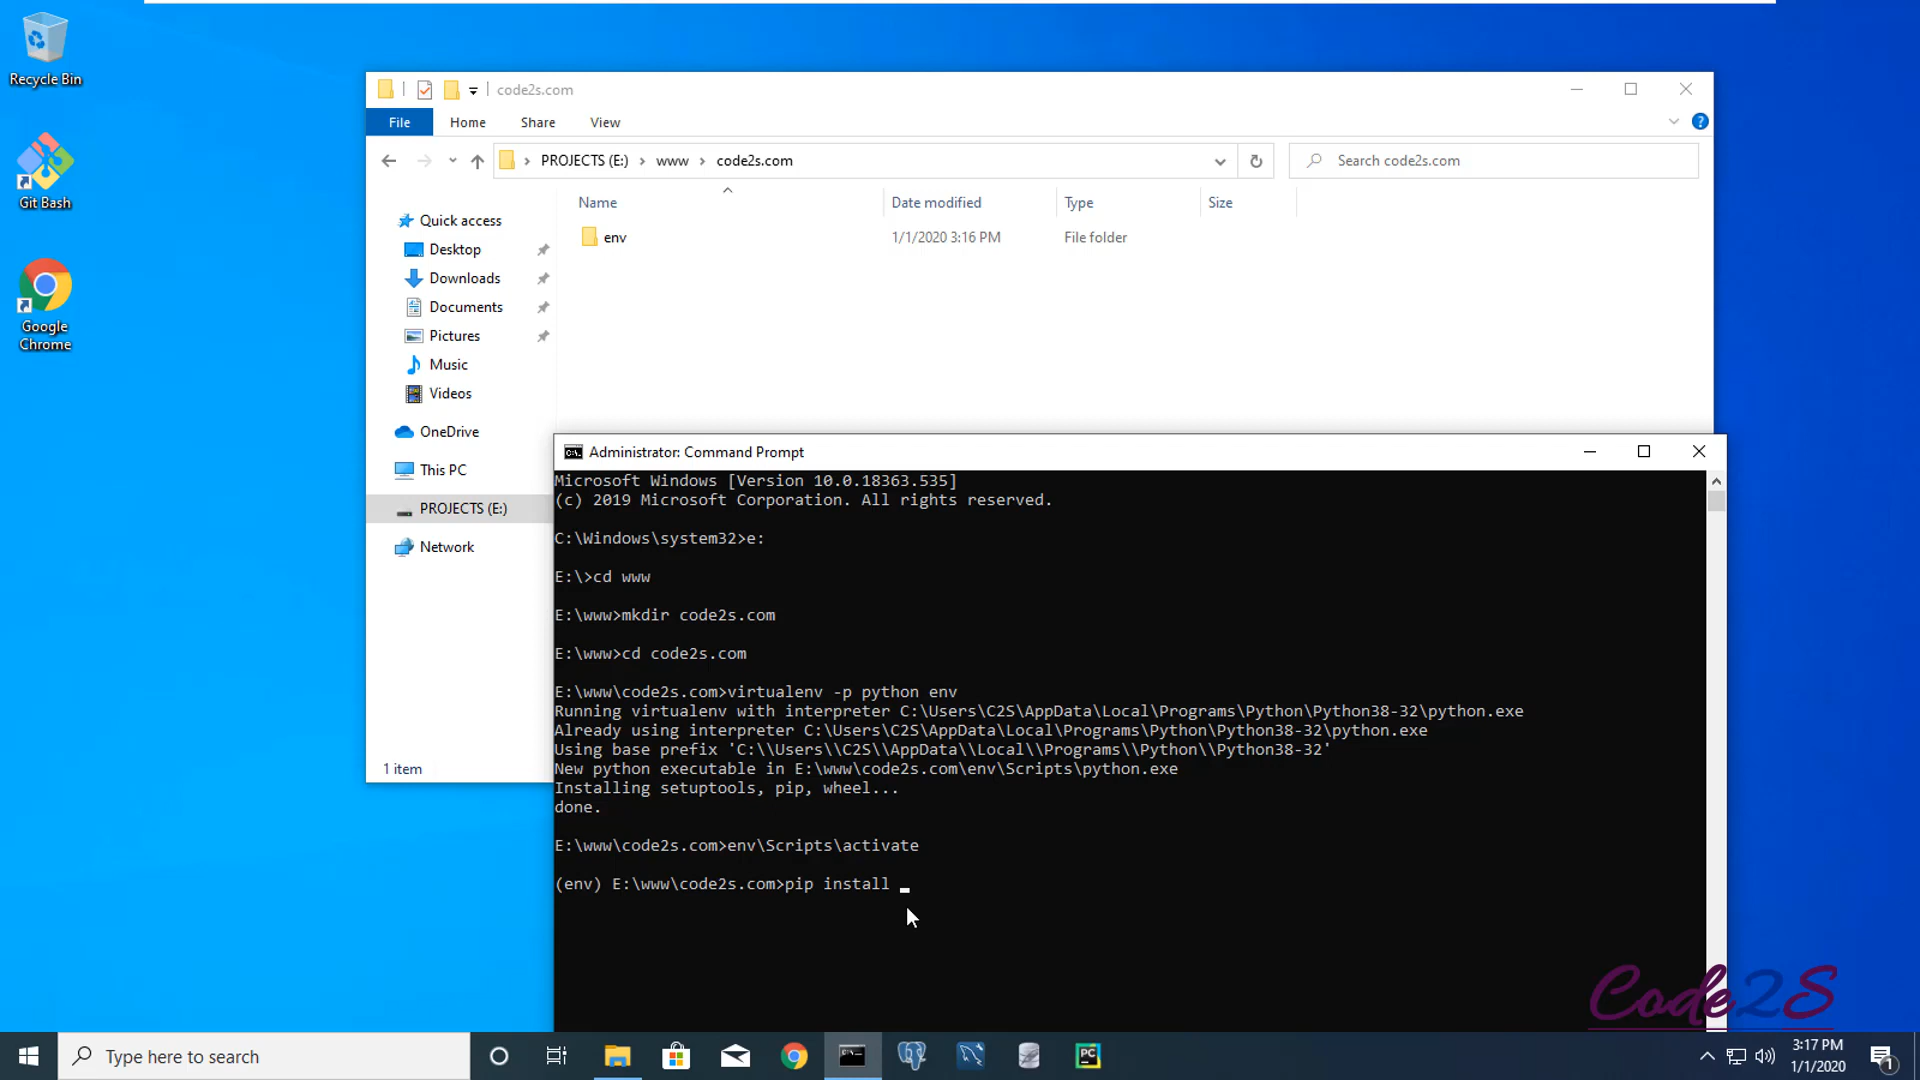 Recycle Bin
Git Bash
Google
Chrome
code2s.com
File
Home
Share
View
PROJECTS (E:)
www
code2s.com
Search code2s.com
Name
Date modified
Type
Size
env
1/1/2020 3:16 PM
File folder
Quick access
Desktop
Downloads
Documents
Pictures
Music
Videos
OneDrive
This PC
PROJECTS (E:)
Network
1 item
Administrator: Command Prompt
Microsoft Windows [Version 10.0.18363.535]
(c) 2019 Microsoft Corporation. All rights reserved.
C:\Windows\system32>e:
E:\>cd www
E:\www>mkdir code2s.com
E:\www>cd code2s.com
E:\www\code2s.com>virtualenv -p python env
Running virtualenv with interpreter C:\Users\C2S\AppData\Local\Programs\Python\Python38-32\python.exe
Already using interpreter C:\Users\C2S\AppData\Local\Programs\Python\Python38-32\python.exe
Using base prefix 'C:\\Users\\C2S\\AppData\\Local\\Programs\\Python\\Python38-32'
New python executable in E:\www\code2s.com\env\Scripts\python.exe
Installing setuptools, pip, wheel...
done.
E:\www\code2s.com>env\Scripts\activate
(env) E:\www\code2s.com>pip install _
Code2S
Type here to search
PC
3:17 PM
1/1/2020
1